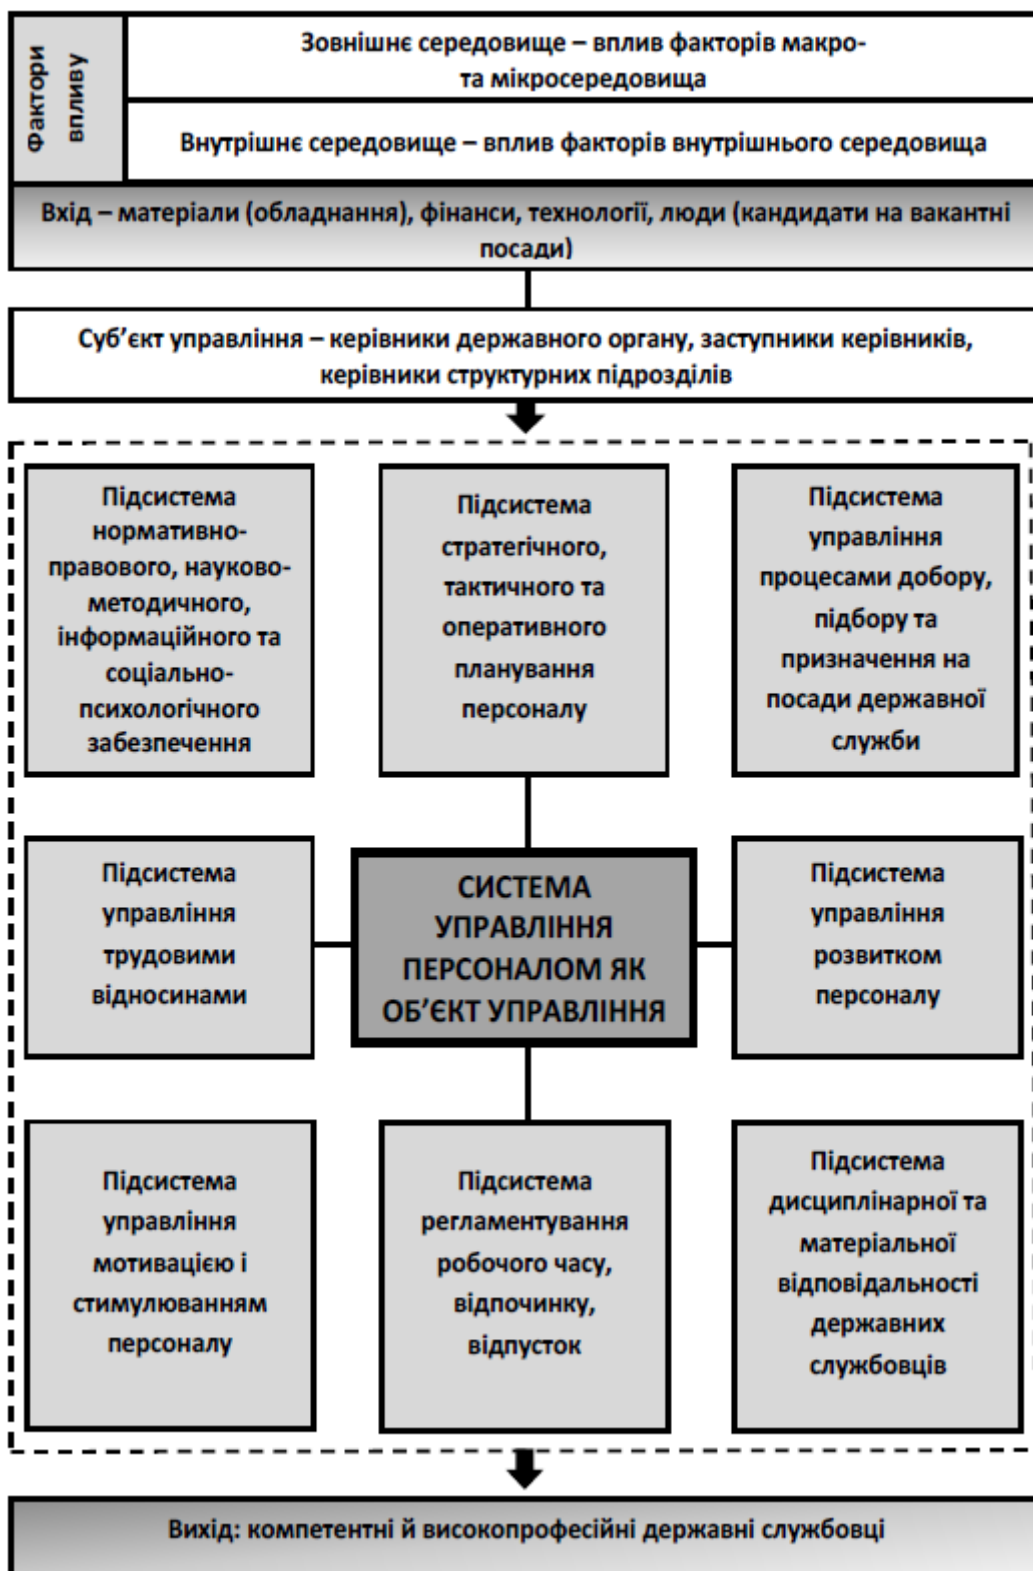 Фактори
впливу
Зовнішнє середовище – вплив факторів макро-
та мікросередовища
Внутрішнє середовище – вплив факторів внутрішнього середовища
Вхід – матеріали (обладнання), фінанси, технології, люди (кандидати на вакантні
посади)
Суб’єкт управління – керівники державного органу, заступники керівників,
керівники структурних підрозділів
Підсистема
нормативно-
правового, науково-
методичного,
інформаційного та
соціально-
психологічного
забезпечення
Підсистема
стратегічного,
тактичного та
оперативного
планування
персоналу
Підсистема
управління
процесами добору,
підбору та
призначення на
посади державної
служби
Підсистема
управління
трудовими
відносинами
СИСТЕМА
УПРАВЛІННЯ
ПЕРСОНАЛОМ ЯК
ОБ’ЄКТ УПРАВЛІННЯ
Підсистема
управління
розвитком
персоналу
Підсистема
управління
мотивацією і
стимулюванням
персоналу
Підсистема
регламентування
робочого часу,
відпочинку,
відпусток
Підсистема
дисциплінарної та
матеріальної
відповідальності
державних
службовців
Вихід: компетентні й високопрофесійні державні службовці